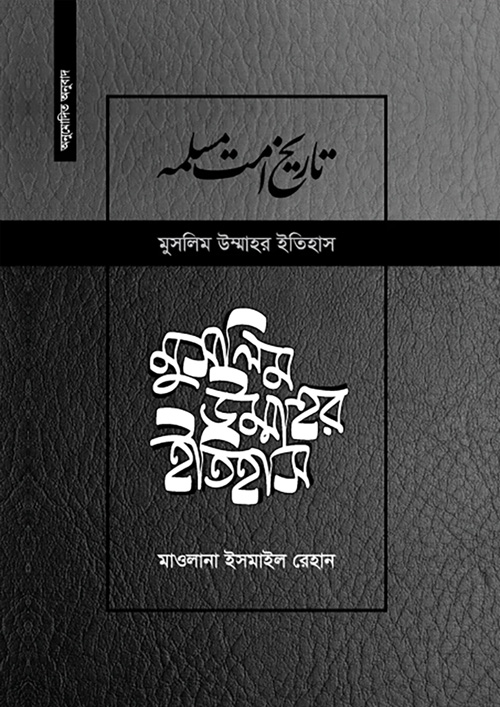 অনুমোদিত অনুবাদ
تاریخ امت مسلمہ
মুসলিম উম্মাহর ইতিহাস
মুসলিম
উম্মাহর
ইতিহাস
মাওলানা ইসমাইল রেহান